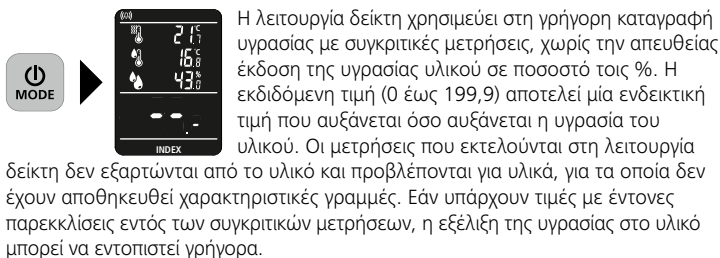 Η λειτουργία δείκτη χρησιμεύει στη γρήγορη καταγραφή
υγρασίας με συγκριτικές μετρήσεις, χωρίς την απευθείας
έκδοση της υγρασίας υλικού σε ποσοστό τοις %. Η
εκδιδόμενη τιμή (0 έως 199,9) αποτελεί μία ενδεικτική
τιμή που αυξάνεται όσο αυξάνεται η υγρασία του
υλικού. Οι μετρήσεις που εκτελούνται στη λειτουργία
MODE
21,7 °C
16,8 °C
43,0 %
--.-
INDEX
δείκτη δεν εξαρτώνται από το υλικό και προβλέπονται για υλικά, για τα οποία δεν
έχουν αποθηκευθεί χαρακτηριστικές γραμμές. Εάν υπάρχουν τιμές με έντονες
παρεκκλίσεις εντός των συγκριτικών μετρήσεων, η εξέλιξη της υγρασίας στο υλικό
μπορεί να εντοπιστεί γρήγορα.